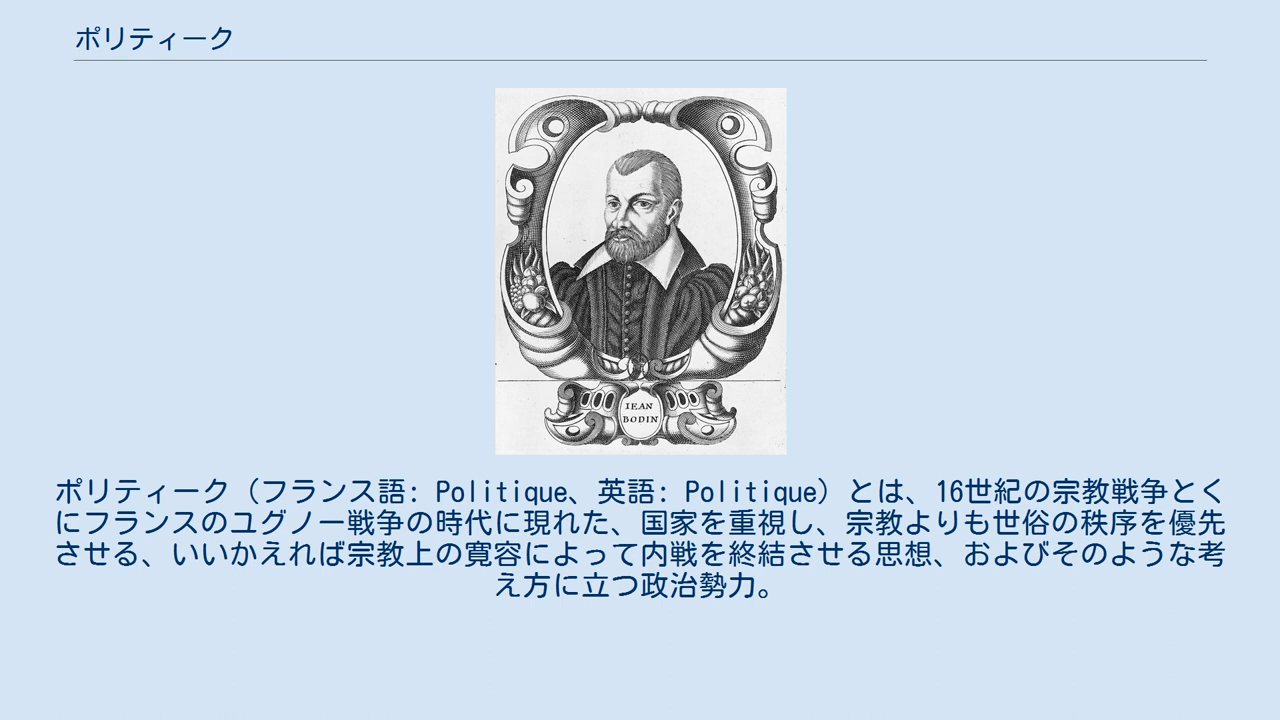 ポリティーク
IEAN
BODIN
ポリティーク（フランス語: Politique、英語: Politique）とは、16世紀の宗教戦争とく
にフランスのユグノー戦争の時代に現れた、国家を重視し、宗教よりも世俗の秩序を優先
させる、いいかえれば宗教上の寛容によって内戦を終結させる思想、およびそのような考
え方に立つ政治勢力。